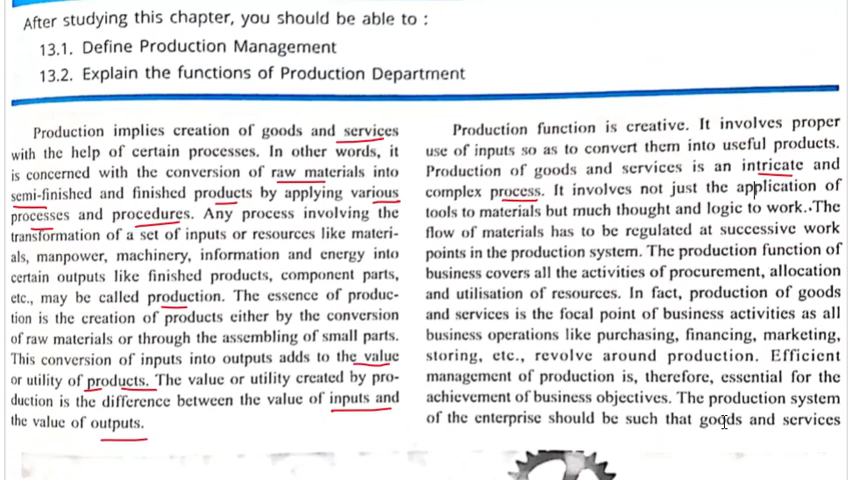 After studying this chapter, you should be able to :
13.1. Define Production Management
13.2. Explain the functions of Production Department
Production implies creation of goods and services
with the help of certain processes. In other words, it
is concerned with the conversion of raw materials into
semi-finished and finished products by applying various
processes and procedures. Any process involving the
transformation of a set of inputs or resources like materi-
als, manpower, machinery, information and energy into
certain outputs like finished products, component parts,
etc., may be called production. The essence of produc-
tion is the creation of products either by the conversion
of raw materials or through the assembling of small parts.
This conversion of inputs into outputs adds to the value
or utility of products. The value or utility created by pro-
duction is the difference between the value of inputs and
the value of outputs.
Production function is creative. It involves proper
use of inputs so as to convert them into useful products.
Production of goods and services is an intricate and
complex process. It involves not just the application of
tools to materials but much thought and logic to work. The
flow of materials has to be regulated at successive work
points in the production system. The production function of
business covers all the activities of procurement, allocation
and utilisation of resources. In fact, production of goods
and services is the focal point of business activities as all
business operations like purchasing, financing, marketing,
storing, etc., revolve around production. Efficient
management of production is, therefore, essential for the
achievement of business objectives. The production system
of the enterprise should be such that goods and services